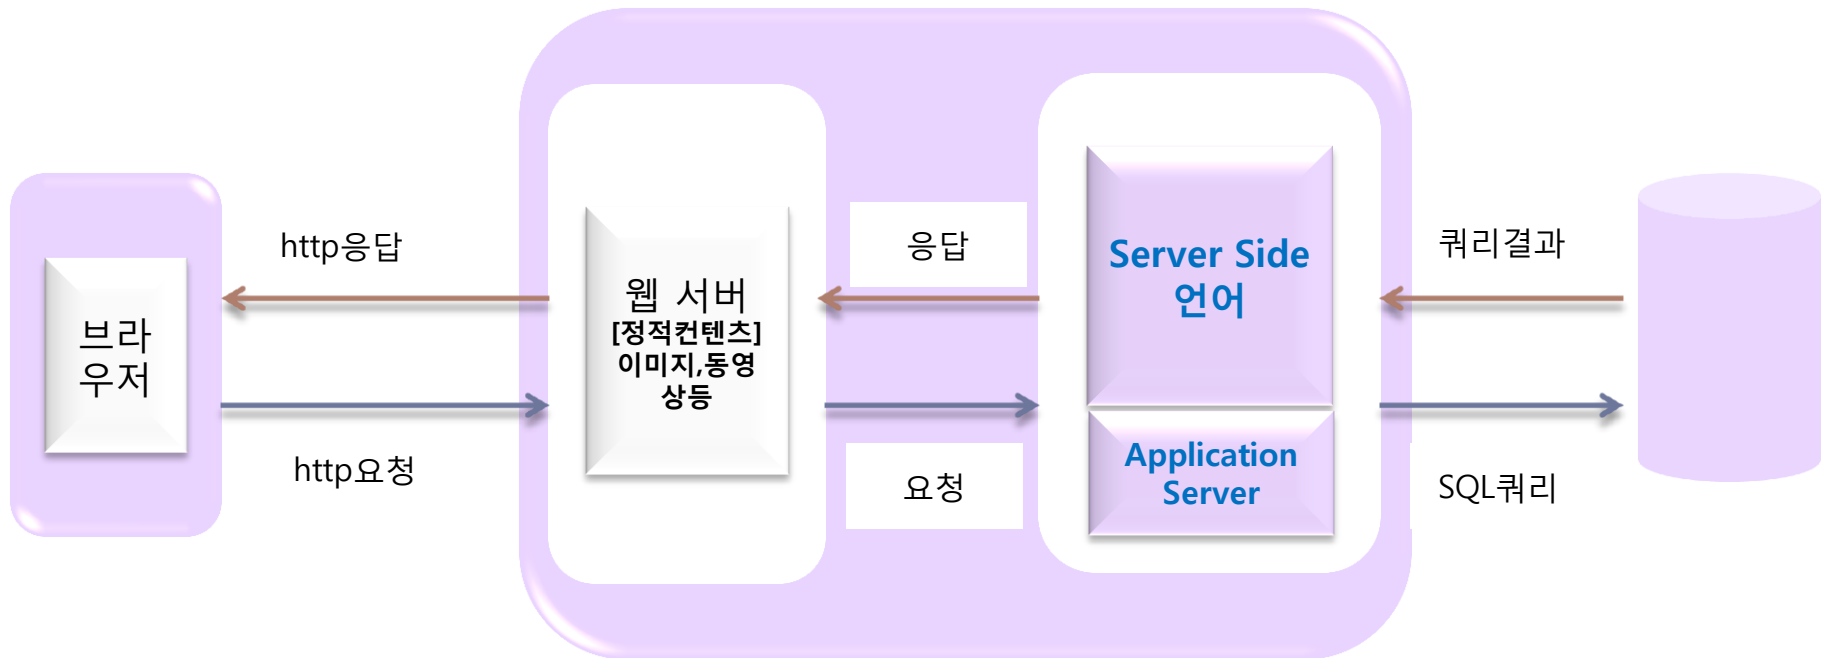 브라
우저
http응답
http요청
웹 서버
[정적컨텐츠]
이미지,동영
상등
응답
요청
Server Side
언어
Application
Server
쿼리결과
SQL쿼리